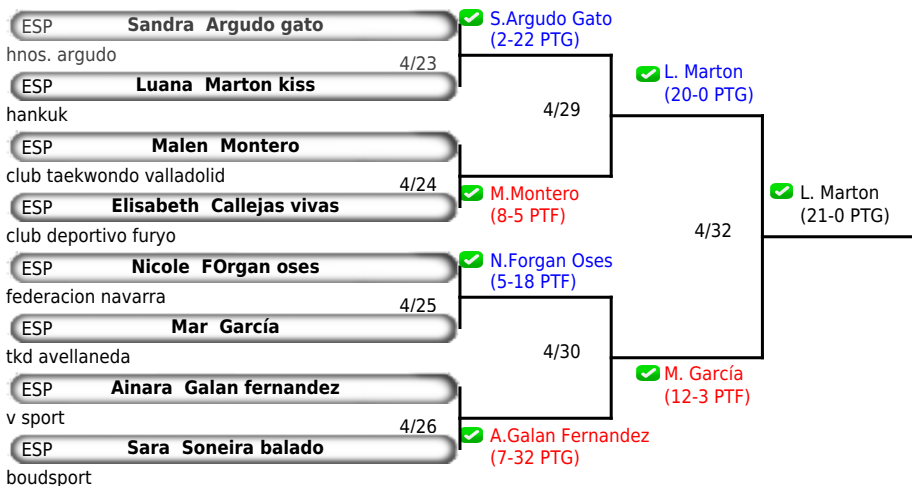 ESP Sandra Argudo gato
hnos. argudo
4/23
ESP Luana Marton kiss
hankuk
ESP Malen Montero
club taekwondo valladolid
4/24
ESP Elisabeth Callejas vivas
club deportivo furyo
ESP Nicole FOrgan oses
federacion navarra
4/25
ESP Mar García
tkd avellaneda
ESP Ainara Galan fernandez
v sport
4/26
ESP Sara Soneira balado
boudsport
S.Argudo Gato
(2-22 PTG)
4/29
M.Montero
(8-5 PTF)
N.Forgan Oses
(5-18 PTF)
4/30
A.Galan Fernandez
(7-32 PTG)
L. Marton
(20-0 PTG)
4/32
M. García
(12-3 PTF)
L. Marton
(21-0 PTG)